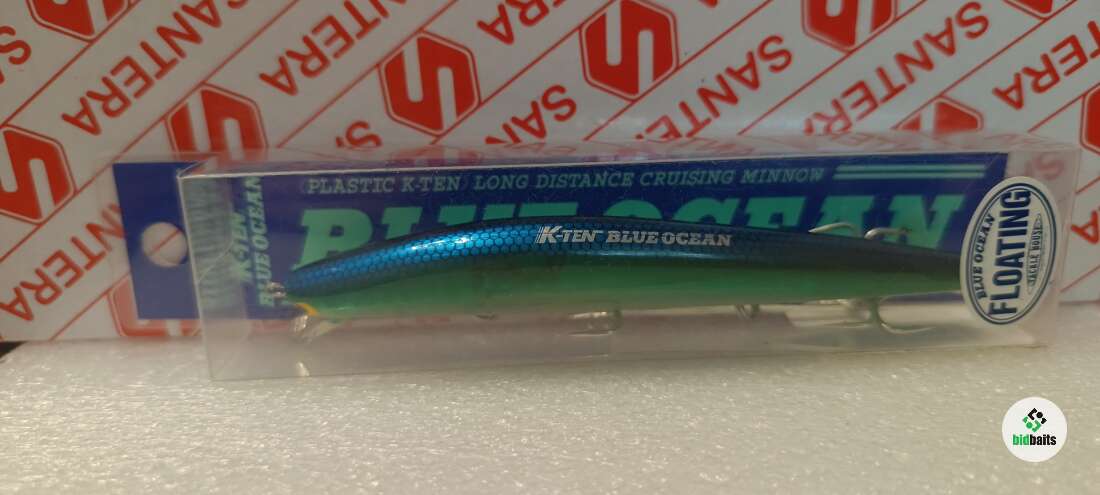 SANTERA
SANTERA
SANTERA
SANTERA
PLASTIC K-TEN LONG DISTANCE CRUISING MINNOW
BLUE OCEAN
K-TEN
BLUE OCEAN
K-TEN BLUE OCEAN
BLUE OCEAN
FLOATING
TACKLE HOUSE
bidbaits